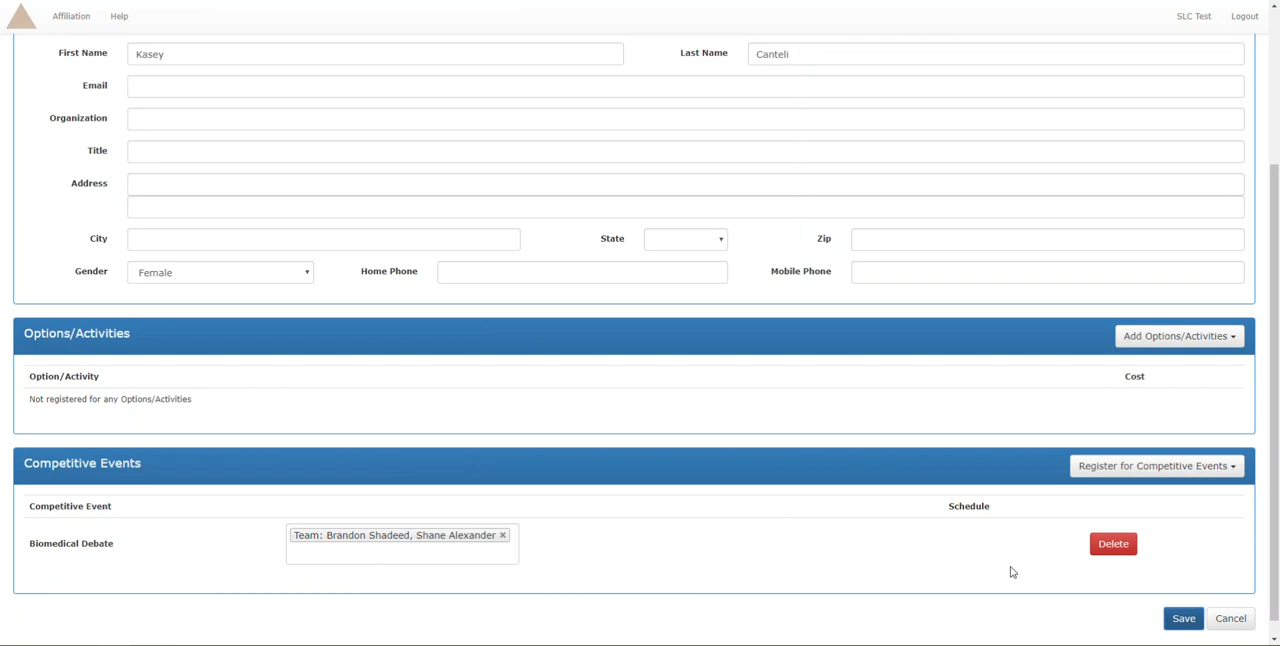 Affiliation Help SLC Test Logout
First Name Kasey Last Name Canteli
Email
Organization
Title
Address
City State Zip
Gender Female Home Phone Mobile Phone
Options/Activities Add Options/Activities
Option/Activity Cost
Not registered for any Options/Activities
Competitive Events Register for Competitive Events
Competitive Event Schedule
Biomedical Debate Team: Brandon Shadeed, Shane Alexander × Delete
Save Cancel